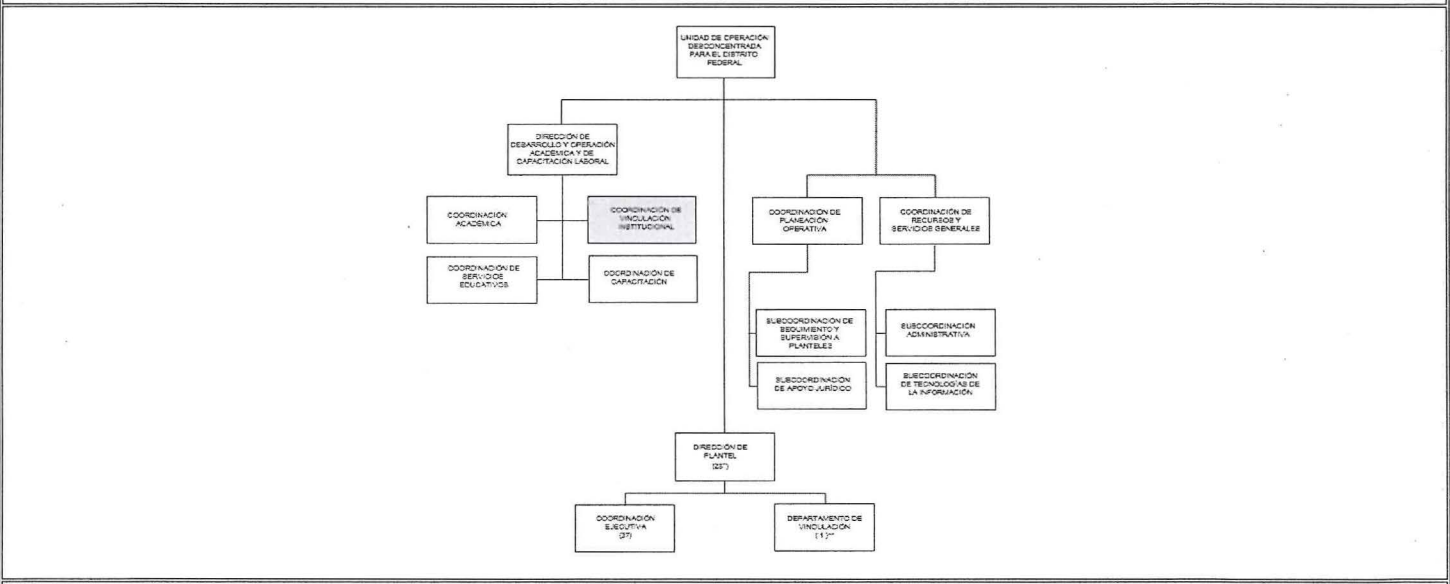 UNIDAD DE OPERACIÓN
DESCONCENTRADA
PARA EL DISTRITO
FEDERAL
DIRECCIÓN DE
DESARROLLO Y OPERACIÓN
ACADÉMICA Y DE
CAPACITACIÓN LABORAL
COORDINACIÓN
ACADÉMICA
COORDINACIÓN DE
VINCULACIÓN
INSTITUCIONAL
COORDINACIÓN DE
SERVICIOS
EDUCATIVOS
COORDINACIÓN DE
CAPACITACIÓN
COORDINACIÓN DE
PLANEACIÓN
OPERATIVA
COORDINACIÓN DE
RECURSOS Y
SERVICIOS GENERALES
SUBCOORDINACIÓN DE
SEGUIMIENTO Y
SUPERVISIÓN A
PLANTELES
SUBCOORDINACIÓN
ADMINISTRATIVA
SUBCOORDINACIÓN
DE APOYO JURÍDICO
SUBCOORDINACIÓN
DE TECNOLOGÍAS DE
LA INFORMACIÓN
DIRECCIÓN DE
PLANTEL
COORDINACIÓN
EJECUTIVA
DEPARTAMENTO DE
VINCULACIÓN